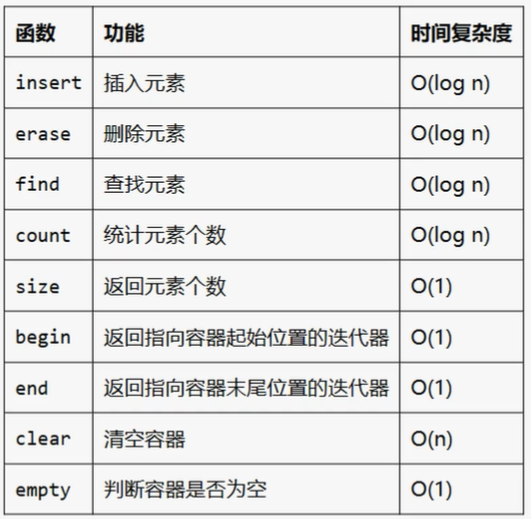 函数 功能 时间复杂度
insert 插入元素 O(log n)
erase 删除元素 O(log n)
find 查找元素 O(log n)
count 统计元素个数 O(log n)
size 返回元素个数 O(1)
begin 返回指向容器起始位置的迭代器 O(1)
end 返回指向容器末尾位置的迭代器 O(1)
clear 清空容器 O(n)
empty 判断容器是否为空 O(1)